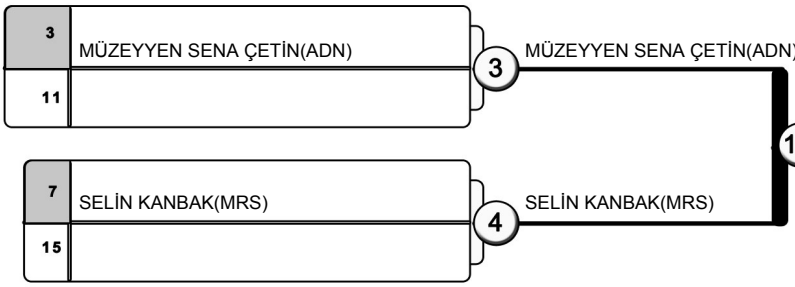 3
MÜZEYYEN SENA ÇETİN(ADN)
11
3
MÜZEYYEN SENA ÇETİN(ADN)
7
SELİN KANBAK(MRS)
15
4
SELİN KANBAK(MRS)